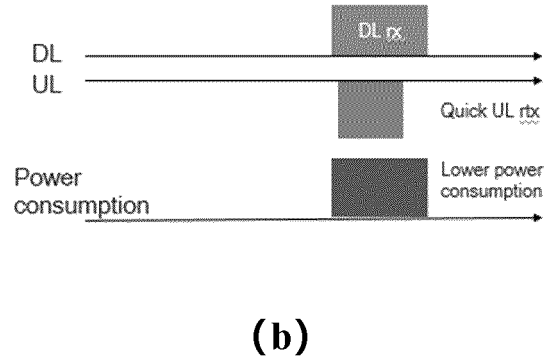 DL rx
DL
UL
Quick UL rtx
Power
consumption
Lower power
consumption
(b)